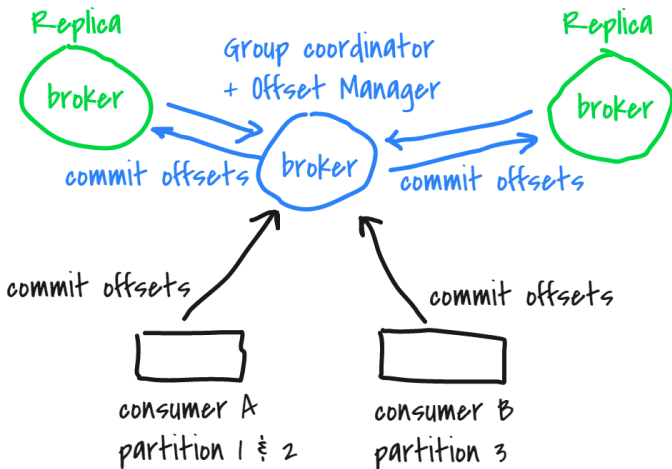 Replica
broker
Group coordinator
+ Offset Manager
Replica
broker
broker
commit offsets
commit offsets
commit offsets
commit offsets
consumer A
partition 1 & 2
consumer B
partition 3